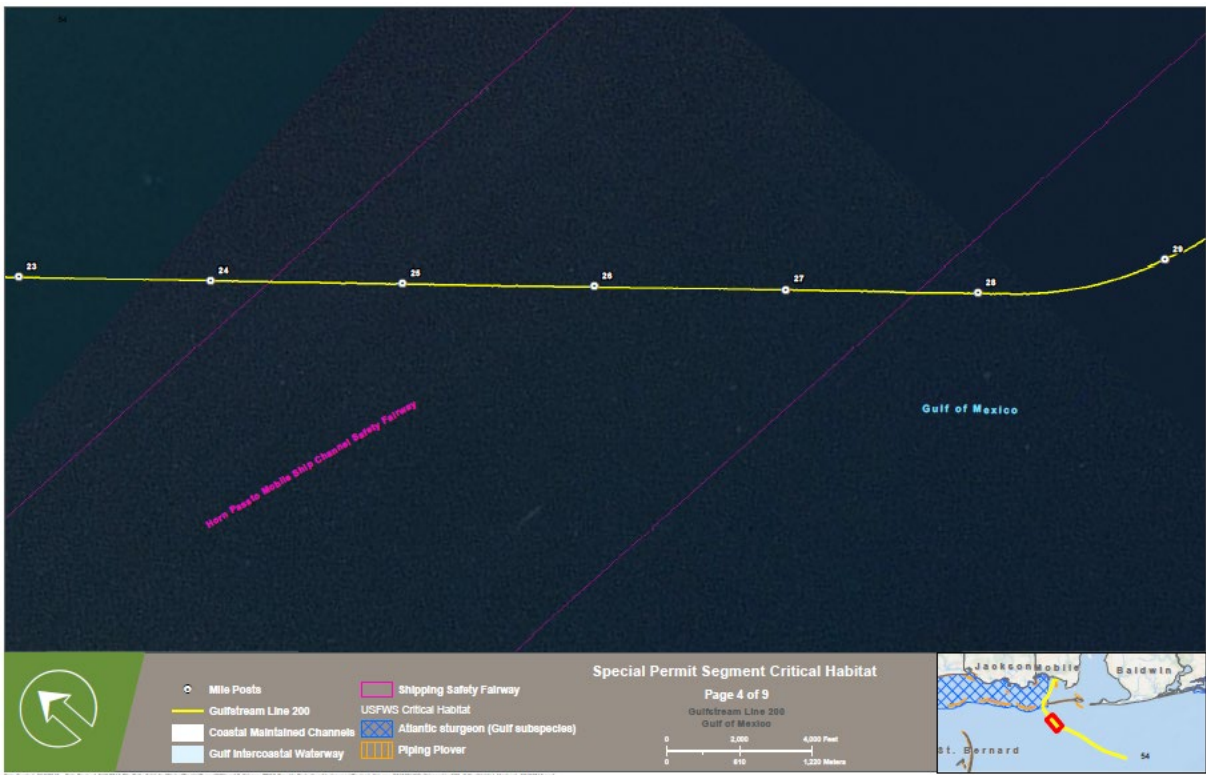 54
23
24
25
26
27
28
29
Gulf of Mexico
Horn Pass to Mobile Ship Channel Safety Fairway
Mile Posts
Gulfstream Line 200
Coastal Maintained Channels
Gulf Intercoastal Waterway
Shipping Safety Fairway
USFWS Critical Habitat
Atlantic sturgeon (Gulf subspecies)
Piping Plover
Special Permit Segment Critical Habitat
Page 4 of 9
Gulfstream Line 200
Gulf of Mexico
0 2,000 4,000 Feet
0 610 1,220 Meters
Jackson Mobile
Baldwin
St. Bernard
54